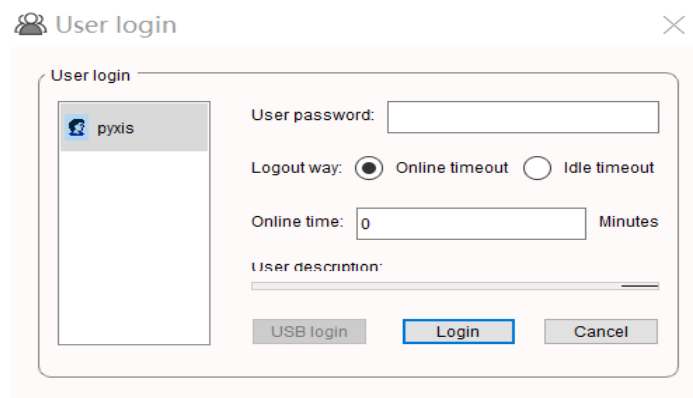 User login
User login
pyxis
User password:
Logout way: Online timeout Idle timeout
Online time: 0 Minutes
User description:
USB login Login Cancel